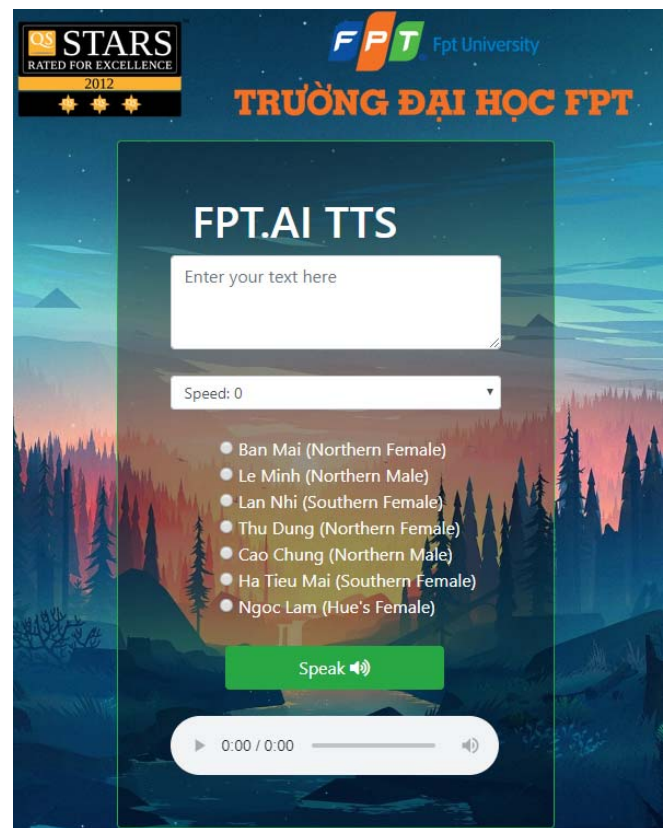 QS STARS
RATED FOR EXCELLENCE
2012
FPT Fpt University
TRƯỜNG ĐẠI HỌC FPT
FPT.AI TTS
Enter your text here
Speed: 0
Ban Mai (Northern Female)
Le Minh (Northern Male)
Lan Nhi (Southern Female)
Thu Dung (Northern Female)
Cao Chung (Northern Male)
Ha Tieu Mai (Southern Female)
Ngoc Lam (Hue's Female)
Speak
0:00 / 0:00